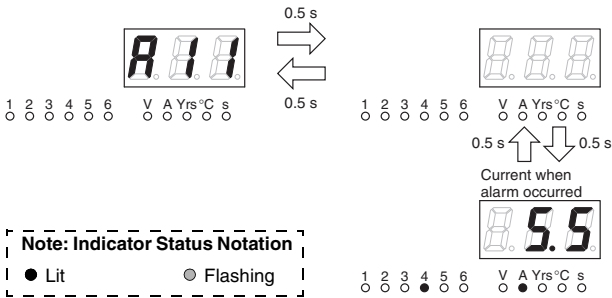 0.5 s
A11
0.5 s
1 2 3 4 5 6 V A Yrs °C s
1 2 3 4 5 6 V A Yrs °C s
0.5 s
0.5 s
Current when
alarm occurred
5.5
Note: Indicator Status Notation
Lit
Flashing
1 2 3 4 5 6 V A Yrs °C s